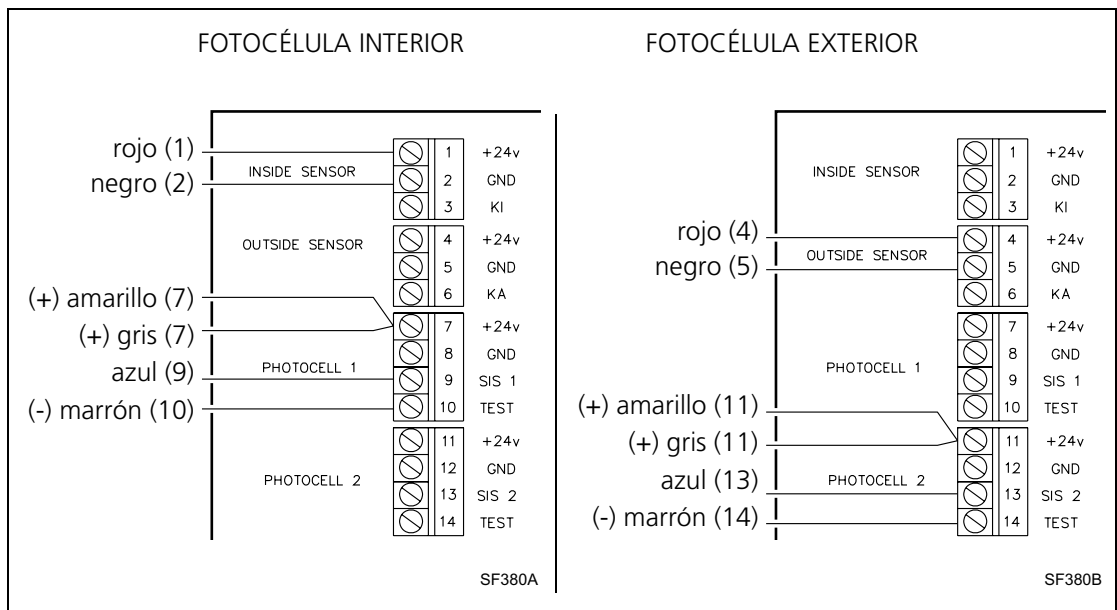 FOTOCÉLULA INTERIOR
rojo (1)
negro (2)
INSIDE SENSOR
1 +24v
2 GND
3 KI
OUTSIDE SENSOR
4 +24v
5 GND
6 KA
(+) amarillo (7)
(+) gris (7)
azul (9)
(-) marrón (10)
PHOTOCELL 1
7 +24v
8 GND
9 SIS 1
10 TEST
PHOTOCELL 2
11 +24v
12 GND
13 SIS 2
14 TEST
SF380A
FOTOCÉLULA EXTERIOR
INSIDE SENSOR
1 +24v
2 GND
3 KI
rojo (4)
negro (5)
OUTSIDE SENSOR
4 +24v
5 GND
6 KA
PHOTOCELL 1
7 +24v
8 GND
9 SIS 1
10 TEST
(+) amarillo (11)
(+) gris (11)
azul (13)
(-) marrón (14)
PHOTOCELL 2
11 +24v
12 GND
13 SIS 2
14 TEST
SF380B